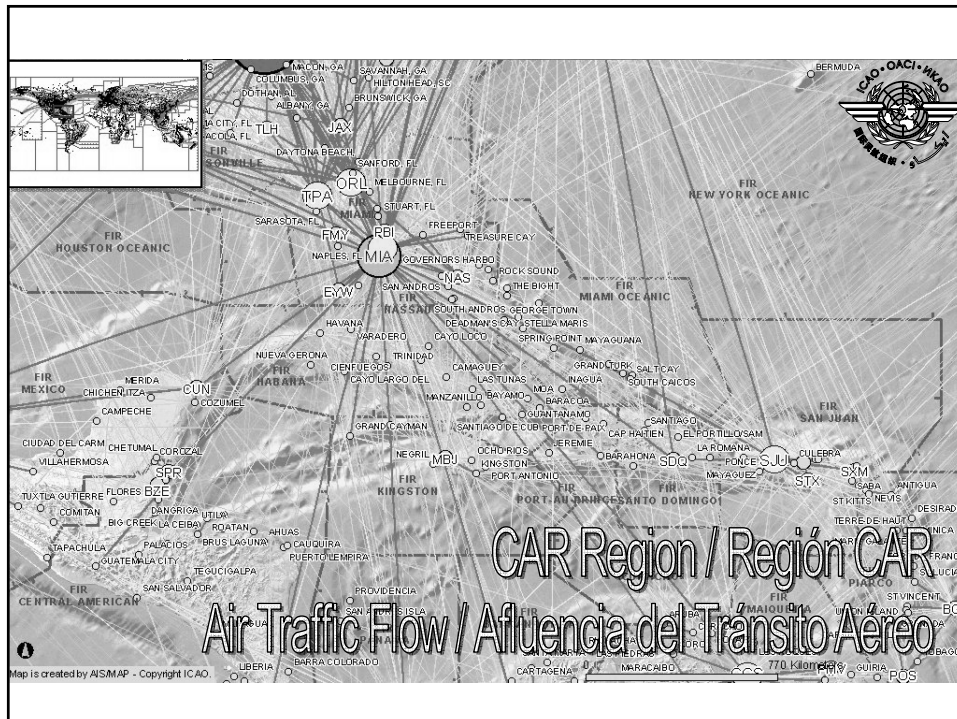 MACON, GA
SAVANNAH, GA
BERMUDA
COLUMBUS, GA
HILTON HEAD, SC
ICAO • OACI • ИКАО
DOTHAN, AL
ALBANY, GA
BRUNSWICK, GA
TLH
JAX
FIR
DAYTONA BEACH,
SANFORD, FL
ORL
MELBOURNE, FL
TPA
FIR
NEW YORK OCEANIC
STUART, FL
FIR
MIAMI
SARASOTA, FL
FREEPORT
FMY
PBI
TREASURE CAY
FIR
HOUSTON OCEANIC
NAPLES, FL
MIA
GOVERNORS HARBO
ROCK SOUND
NAS
SAN ANDROS
THE BIGHT
FIR
MIAMI OCEANIC
EYW
FIR
NASSAU
SOUTH ANDROS
GEORGE TOWN
HAVANA
DEADMAN'S CAY
STELLA MARIS
VARADERO
CAYO LOCO
SPRING POINT
MAYAGUANA
NUEVA GERONA
TRINIDAD
FIR
HABANA
CIENFUEGOS
CAMAGUEY
GRAND TURK
SALT CAY
FIR
MEXICO
MERIDA
CAYO LARGO DEL
LAS TUNAS
MOA
INAGUA
SOUTH CAICOS
CHICHEN ITZA
CUN
COZUMEL
MANZANILLO
BAYAMO
BARACOA
CAMPECHE
GUANTANAMO
FIR
SAN JUAN
GRAND CAYMAN
SANTIAGO DE CUB
PORT-DE-PAI
SANTIAGO
CIUDAD DEL CARM
CHETUMAL
COROZAL
CAP HAITIEN
EL PORTILLO/SAM
VILLAHERMOSA
NEGRIL
MBJ
OCHO RIOS
JEREMIE
LA ROMANA
SPR
KINGSTON
BARAHONA
SDQ
PONCE
SJU
CULEBRA
FIR
KINGSTON
PORT ANTONIO
MAYAGUEZ
STX
SXM
SABA
ANTIGUA
TUXTLA GUTIERRE
FLORES
BZE
FIR
PORT-AU-PRINCE
FIR
SANTO DOMINGO
ST KITTS
NEVIS
DESIRAD
COMITAN
DANGRIGA
UTILA
BIG CREEK
LA CEIBA
ROATAN
AHUAS
TERRE-DE-HAUT
TAPACHULA
PALACIOS
BRUS LAGUNA
CAUQUIRA
GUATEMALA CITY
PUERTO LEMPIRA
CAR Region / Región CAR
TEGUCIGALPA
PIARCO
FIR
CENTRAL AMERICAN
SAN SALVADOR
PROVIDENCIA
ST VINCENT
SAN ANDRES ISLA
Air Traffic Flow / Afluencia del Tránsito Aéreo
LIBERIA
BARRA COLORADO
CARTAGENA
MARACAIBO
770 Kilometers
GUIRIA
POS
Map is created by AIS/MAP - Copyright ICAO.